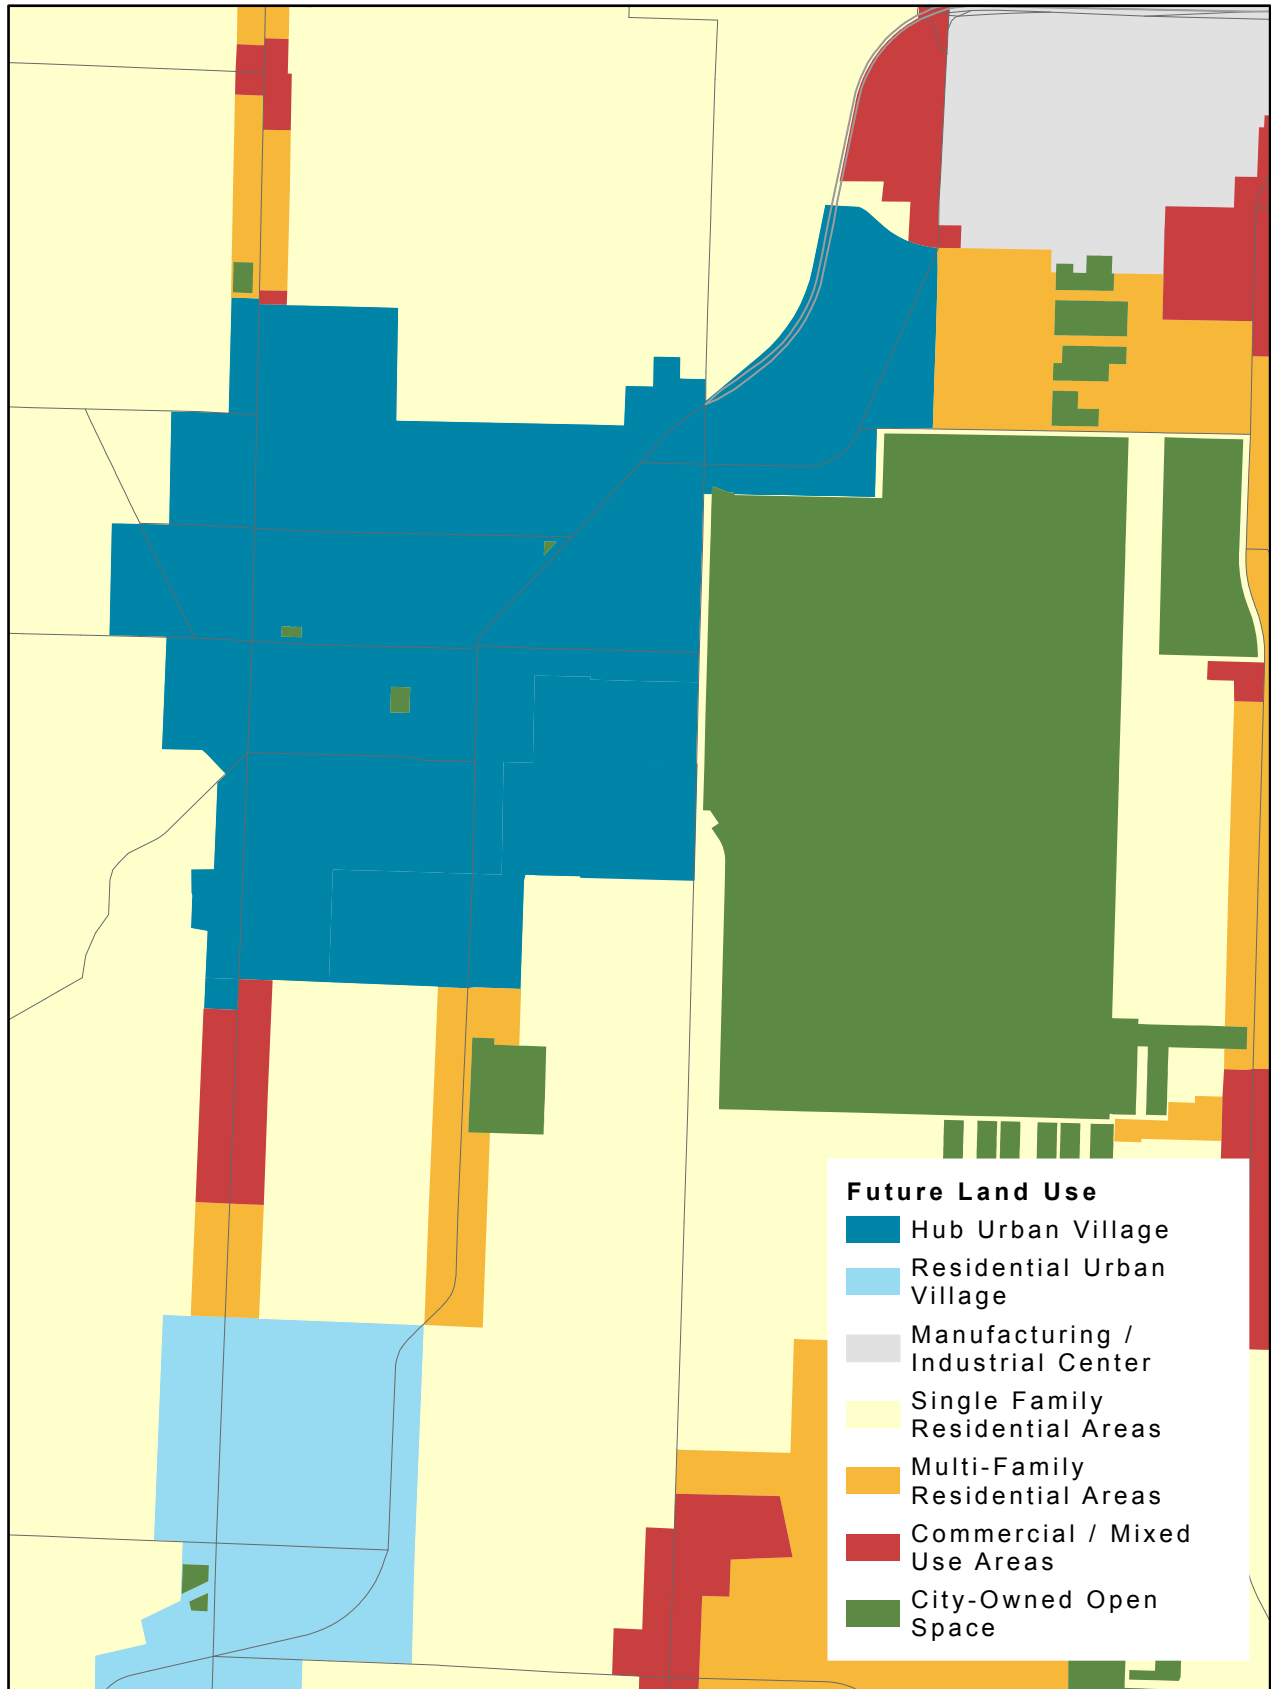 Future Land Use
Hub Urban Village
Residential Urban
Village
Manufacturing /
Industrial Center
Single Family
Residential Areas
Multi-Family
Residential Areas
Commercial / Mixed
Use Areas
City-Owned Open
Space